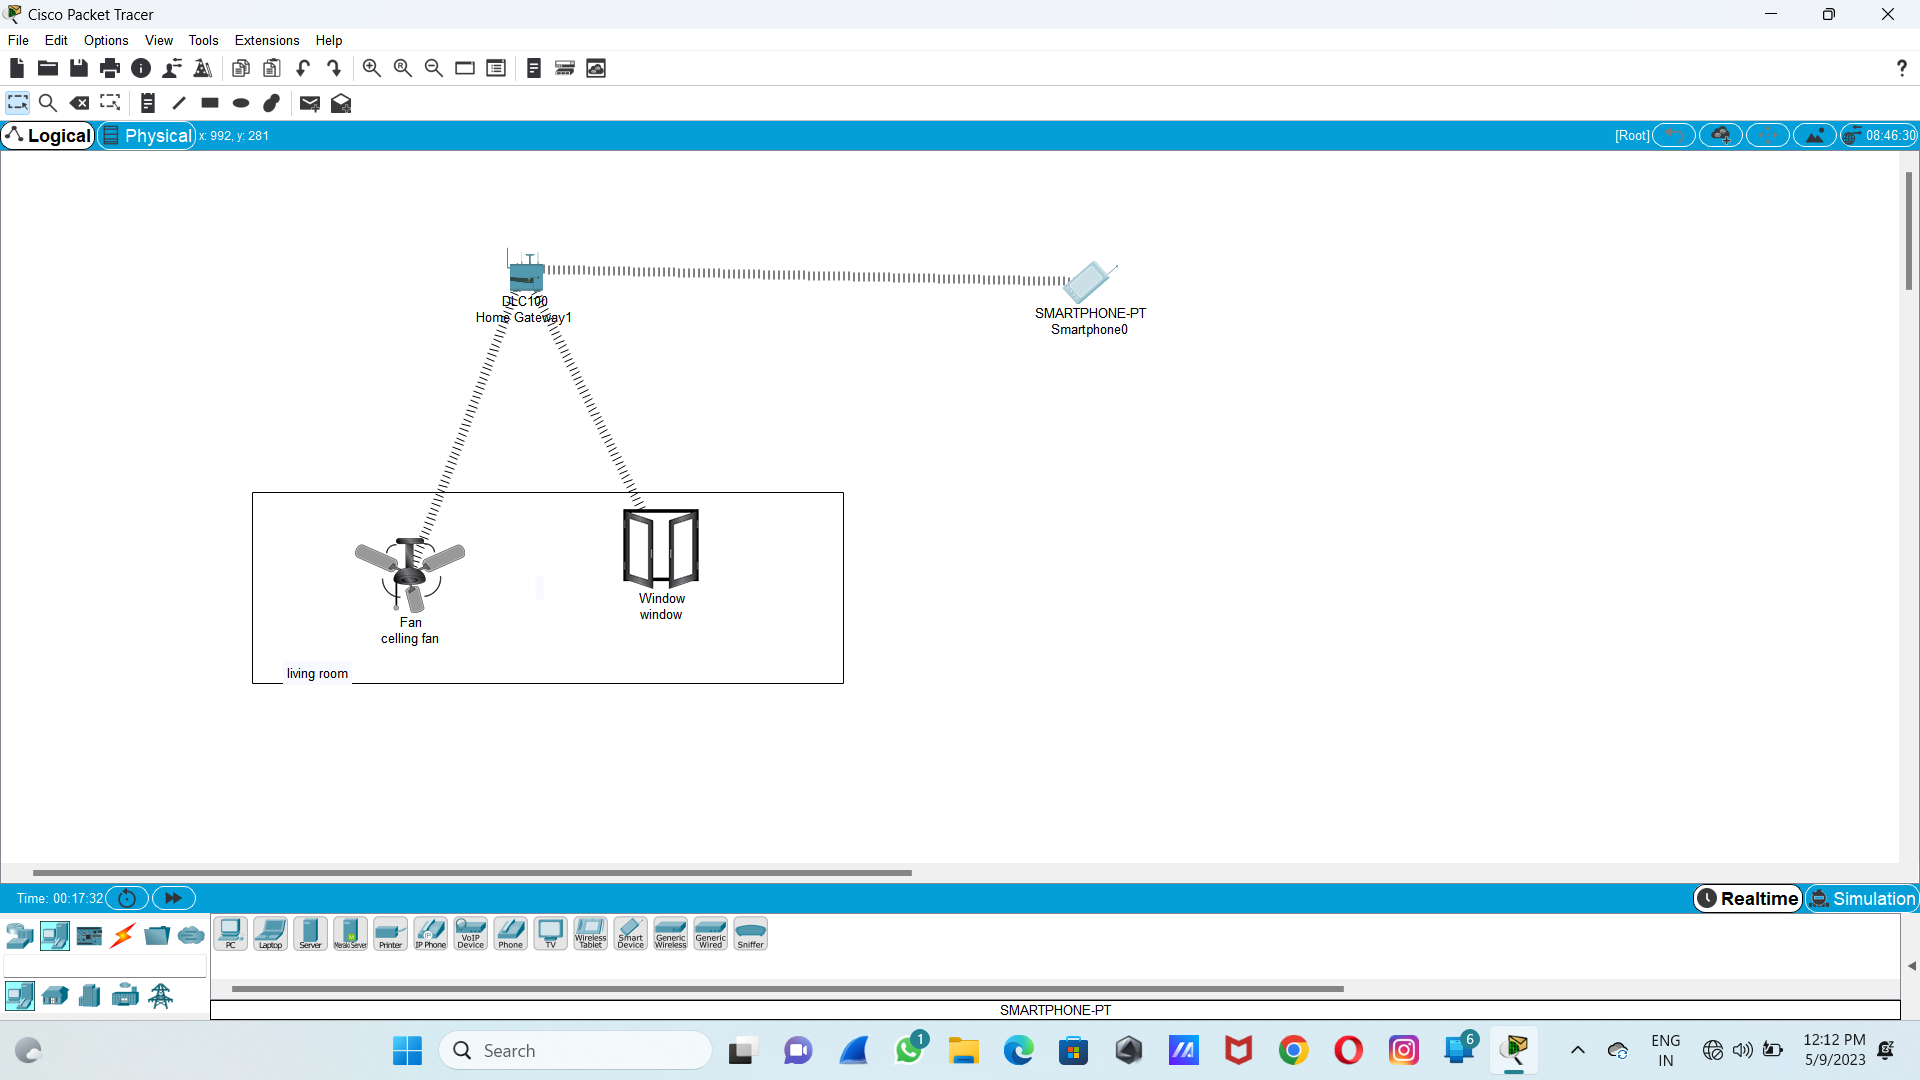 Cisco Packet Tracer
File Edit Options View Tools Extensions Help
?
Logical Physical x: 992, y: 281 [Root] 08:46:30
DLC100
Home Gateway1
SMARTPHONE-PT
Smartphone0
Window
window
Fan
celling fan
living room
Time: 00:17:32 Realtime Simulation
PC Laptop Server Meraki Server Printer IP Phone VoIP Device Phone TV Wireless Tablet Smart Device Generic Wireless Generic Wired Sniffer
SMARTPHONE-PT
Search
1
6
ENG
IN
12:12 PM
5/9/2023